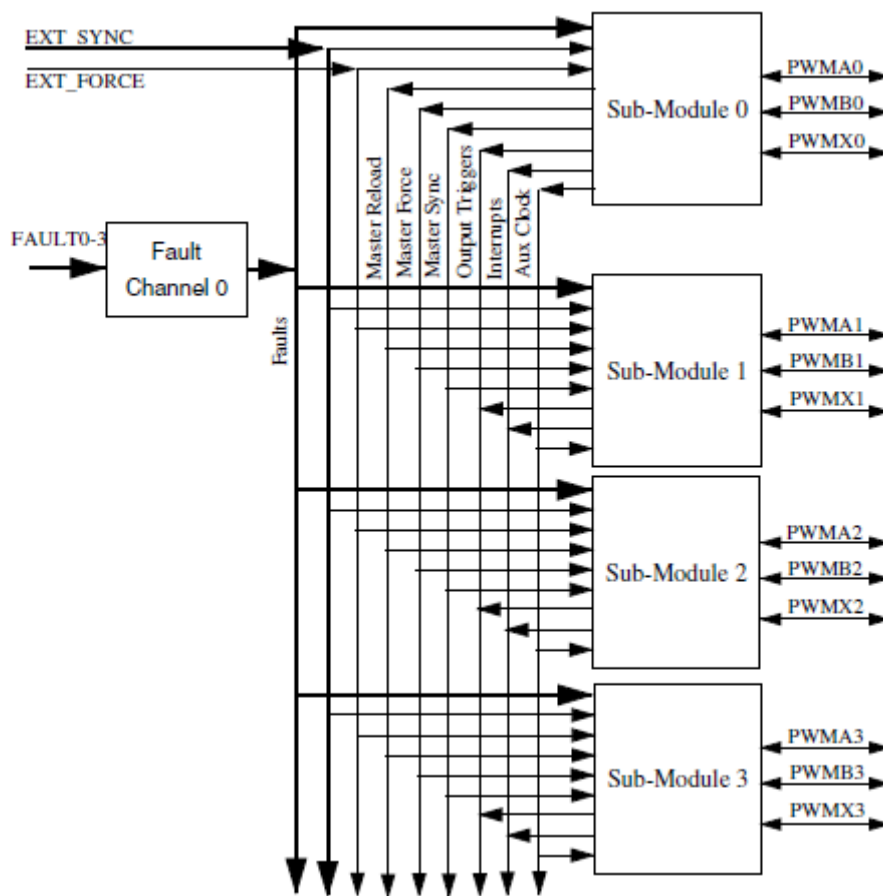 EXT_SYNC
EXT_FORCE
Sub-Module 0
PWMA0
PWMB0
PWMX0
Master Reload
Master Force
Master Sync
Output Triggers
Interrupts
Aux Clock
FAULT0-3
Fault
Channel 0
Faults
Sub-Module 1
PWMA1
PWMB1
PWMX1
Sub-Module 2
PWMA2
PWMB2
PWMX2
Sub-Module 3
PWMA3
PWMB3
PWMX3